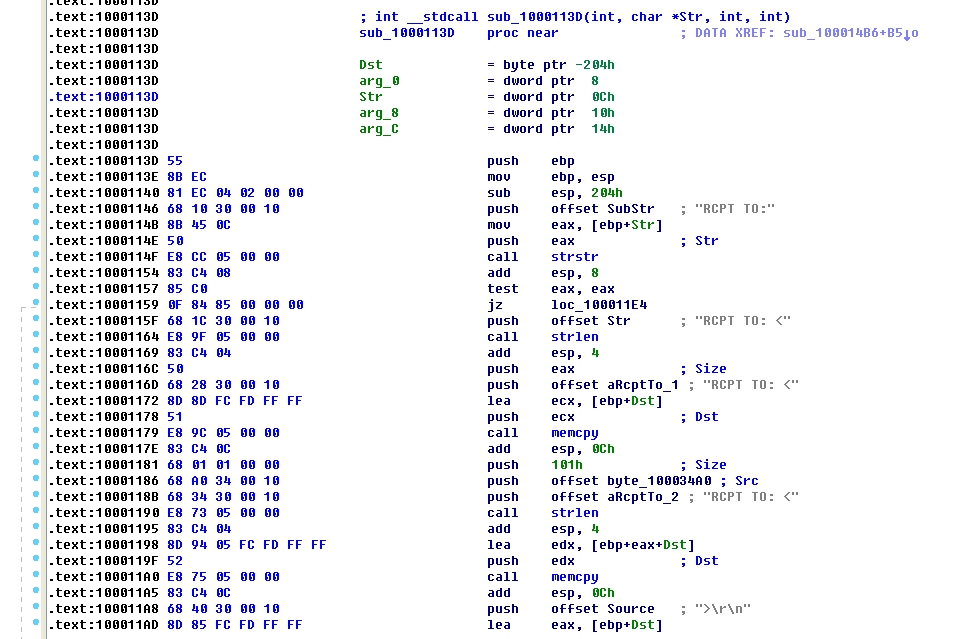 .text:1000113D
.text:1000113D ; int __stdcall sub_1000113D(int, char *Str, int, int)
.text:1000113D sub_1000113D proc near ; DATA XREF: sub_100014B6+B5↓o
.text:1000113D
.text:1000113D Dst = byte ptr -204h
.text:1000113D arg_0 = dword ptr 8
.text:1000113D Str = dword ptr 0Ch
.text:1000113D arg_8 = dword ptr 10h
.text:1000113D arg_C = dword ptr 14h
.text:1000113D
.text:1000113D 55 push ebp
.text:1000113E 8B EC mov ebp, esp
.text:10001140 81 EC 04 02 00 00 sub esp, 204h
.text:10001146 68 10 30 00 10 push offset SubStr ; "RCPT TO:"
.text:1000114B 8B 45 0C mov eax, [ebp+Str]
.text:1000114E 50 push eax ; Str
.text:1000114F E8 CC 05 00 00 call strstr
.text:10001154 83 C4 08 add esp, 8
.text:10001157 85 C0 test eax, eax
.text:10001159 0F 84 85 00 00 00 jz loc_100011E4
.text:1000115F 68 1C 30 00 10 push offset Str ; "RCPT TO: <"
.text:10001164 E8 9F 05 00 00 call strlen
.text:10001169 83 C4 04 add esp, 4
.text:1000116C 50 push eax ; Size
.text:1000116D 68 28 30 00 10 push offset aRcptTo_1 ; "RCPT TO: <"
.text:10001172 8D 8D FC FD FF FF lea ecx, [ebp+Dst]
.text:10001178 51 push ecx ; Dst
.text:10001179 E8 9C 05 00 00 call memcpy
.text:1000117E 83 C4 0C add esp, 0Ch
.text:10001181 68 01 01 00 00 push 101h ; Size
.text:10001186 68 A0 34 00 10 push offset byte_100034A0 ; Src
.text:1000118B 68 34 30 00 10 push offset aRcptTo_2 ; "RCPT TO: <"
.text:10001190 E8 73 05 00 00 call strlen
.text:10001195 83 C4 04 add esp, 4
.text:10001198 8D 94 05 FC FD FF FF lea edx, [ebp+eax+Dst]
.text:1000119F 52 push edx ; Dst
.text:100011A0 E8 75 05 00 00 call memcpy
.text:100011A5 83 C4 0C add esp, 0Ch
.text:100011A8 68 40 30 00 10 push offset Source ; ">\r\n"
.text:100011AD 8D 85 FC FD FF FF lea eax, [ebp+Dst]